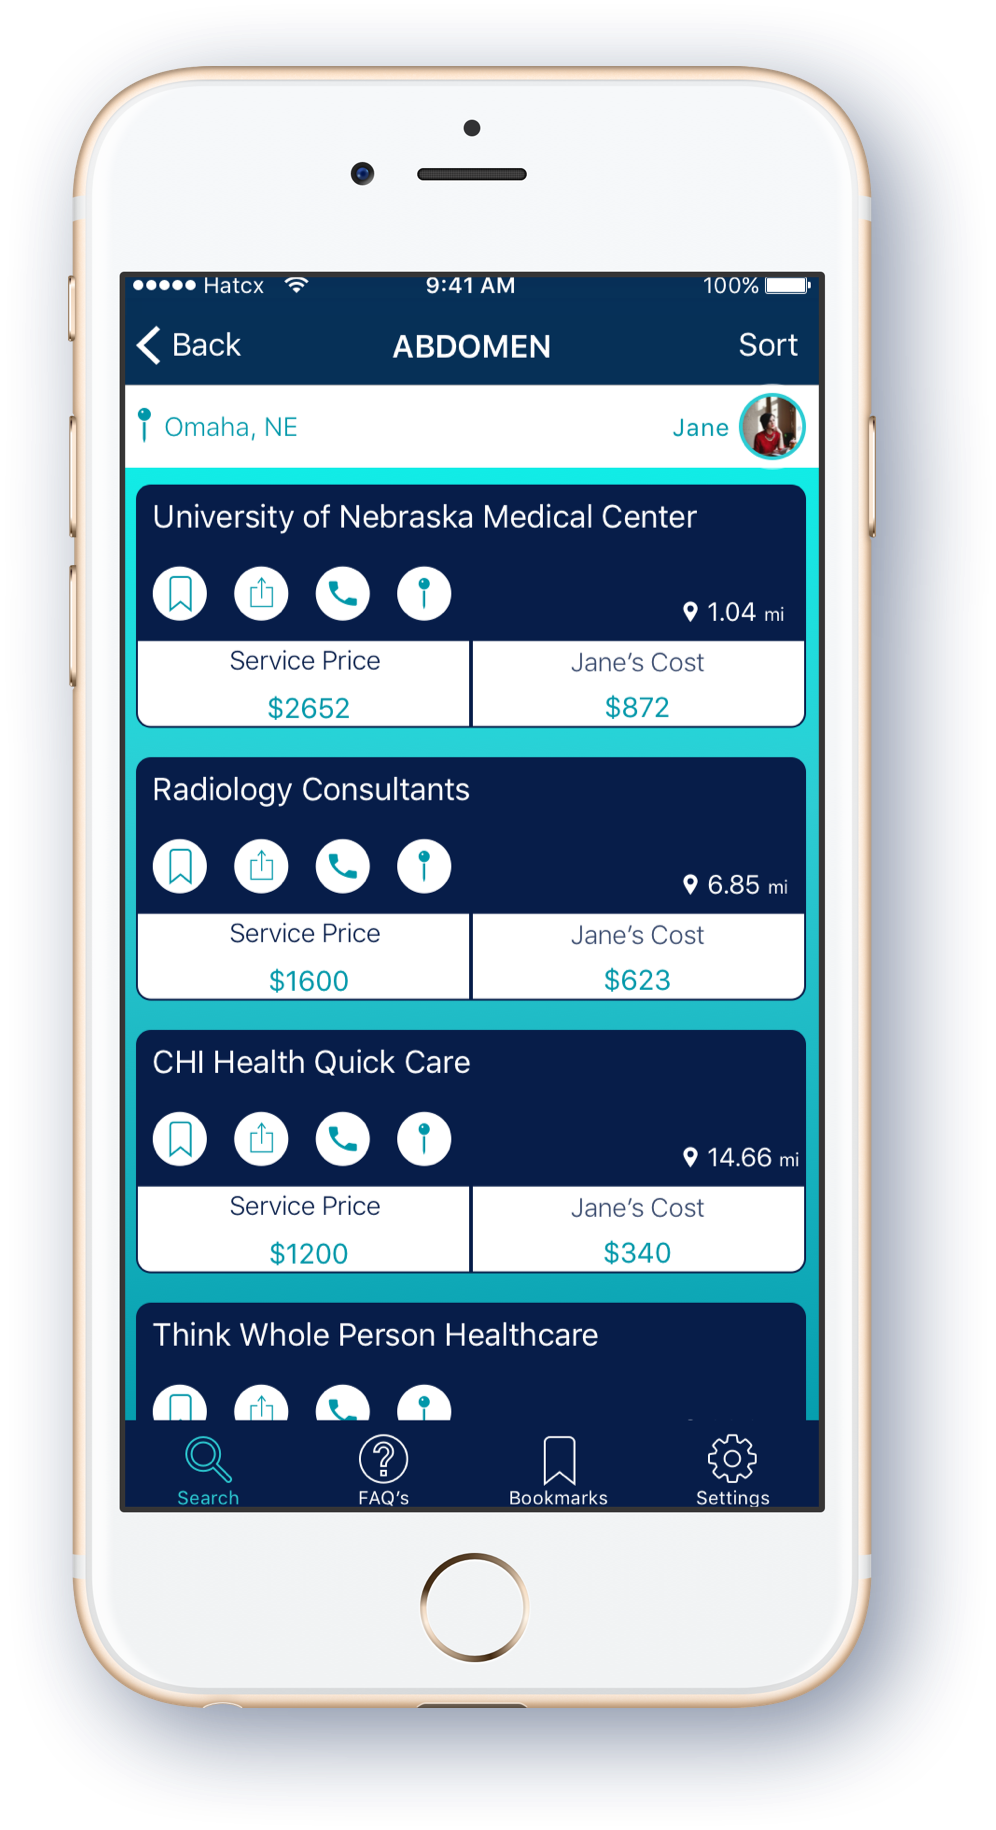 Hatcx 9:41 AM 100%
Back ABDOMEN Sort
Omaha, NE Jane
University of Nebraska Medical Center
1.04 mi
Service Price Jane's Cost
$2652 $872
Radiology Consultants
6.85 mi
Service Price Jane's Cost
$1600 $623
CHI Health Quick Care
14.66 mi
Service Price Jane's Cost
$1200 $340
Think Whole Person Healthcare
Search FAQ's Bookmarks Settings